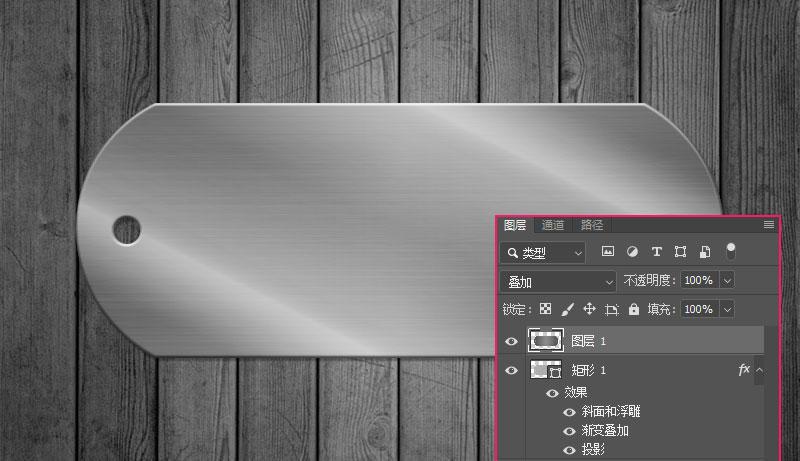 图层 通道 路径
类型
叠加 不透明度: 100%
锁定: 填充: 100%
图层 1
矩形 1 fx
效果
斜面和浮雕
渐变叠加
投影